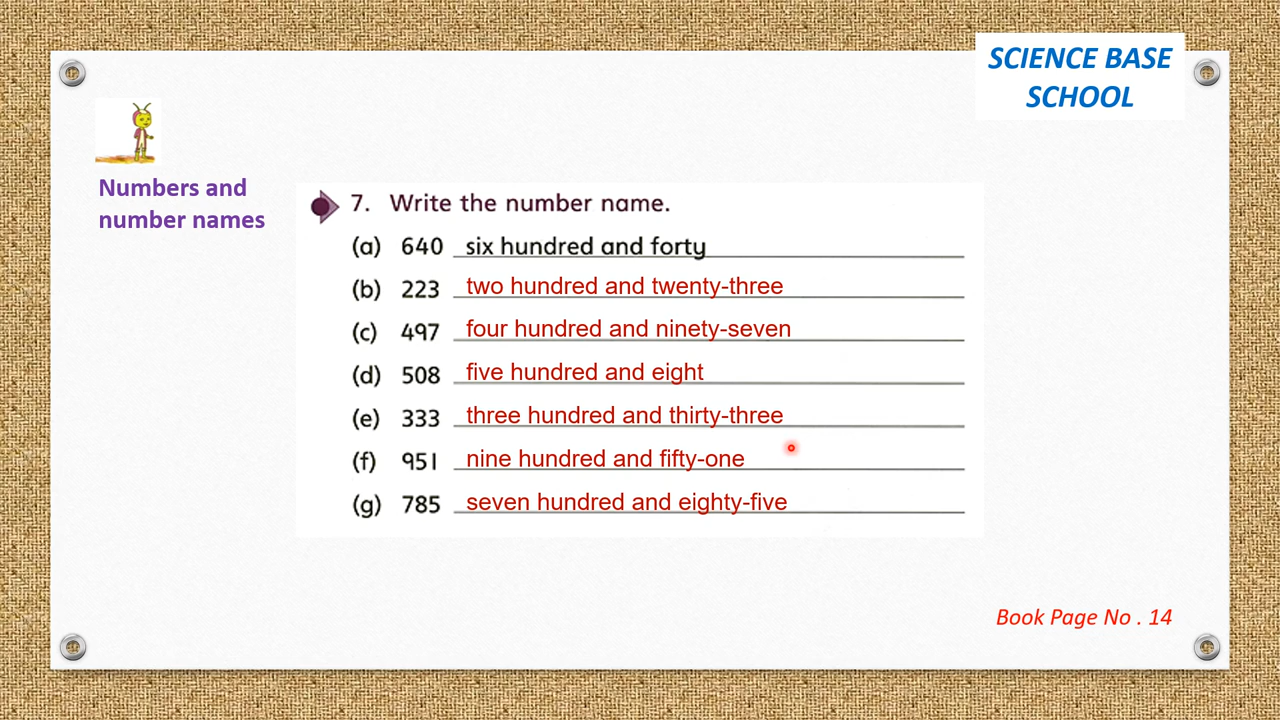 SCIENCE BASE
SCHOOL
Numbers and
number names
7. Write the number name.
(a) 640 six hundred and forty
(b) 223 two hundred and twenty-three
(c) 497 four hundred and ninety-seven
(d) 508 five hundred and eight
(e) 333 three hundred and thirty-three
(f) 951 nine hundred and fifty-one
(g) 785 seven hundred and eighty-five
Book Page No . 14